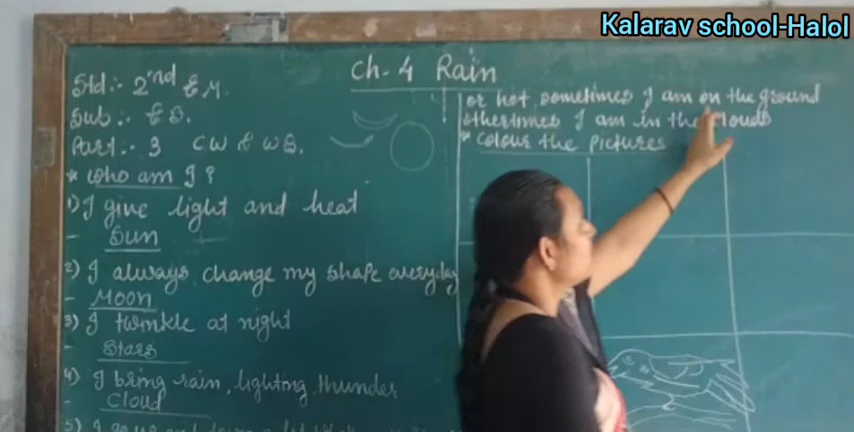 Kalarav school-Halol
Ch-4 Rain
Std:- 2nd E.M.
Sub:- E.S.
Part:- 3 CW & WB.
* Who am I?
1) I give light and heat
- Sun
2) I always change my shape everyday
- Moon
3) I twinkle at night
- Stars
4) I bring rain, lighting, thunder
- Cloud
5) I
or hot sometimes I am on the ground
othertimes I am in the clouds
* Colour the pictures